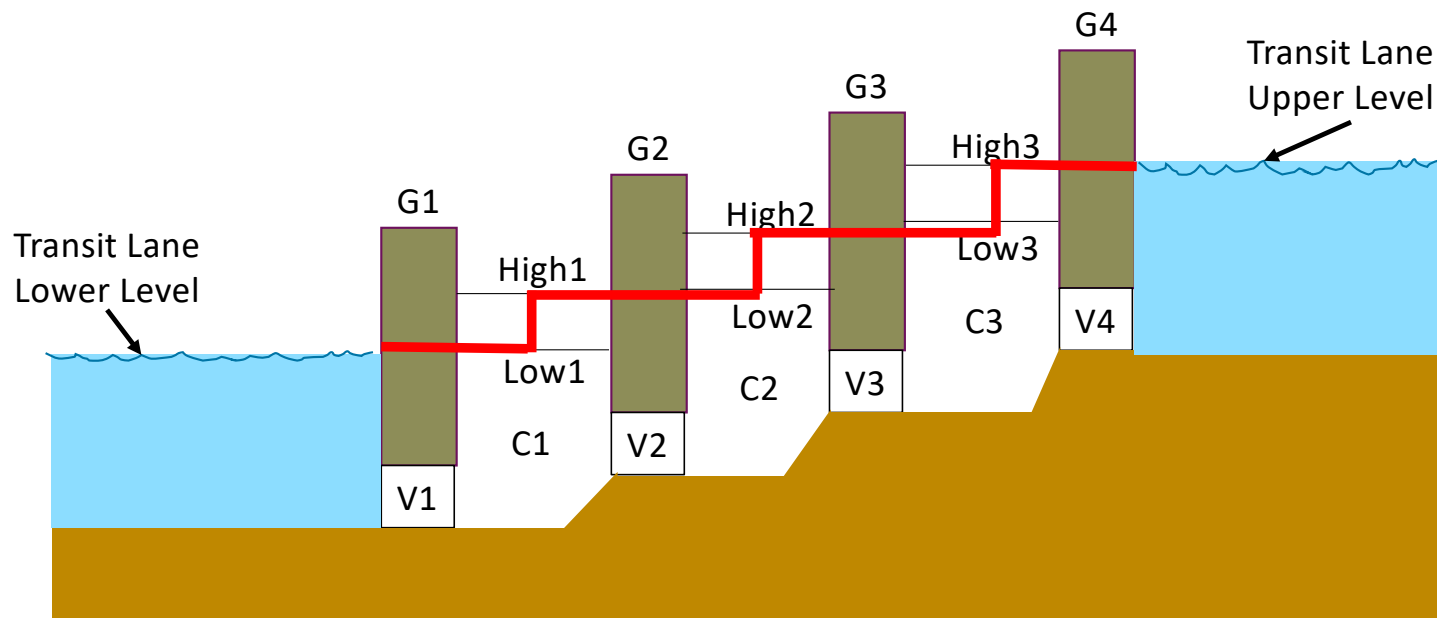 G4
Transit Lane
Upper Level
G3
High3
G2
G1
High2
Low3
Transit Lane
Lower Level
High1
Low2
C3
V4
Low1
C2
V3
C1
V2
V1